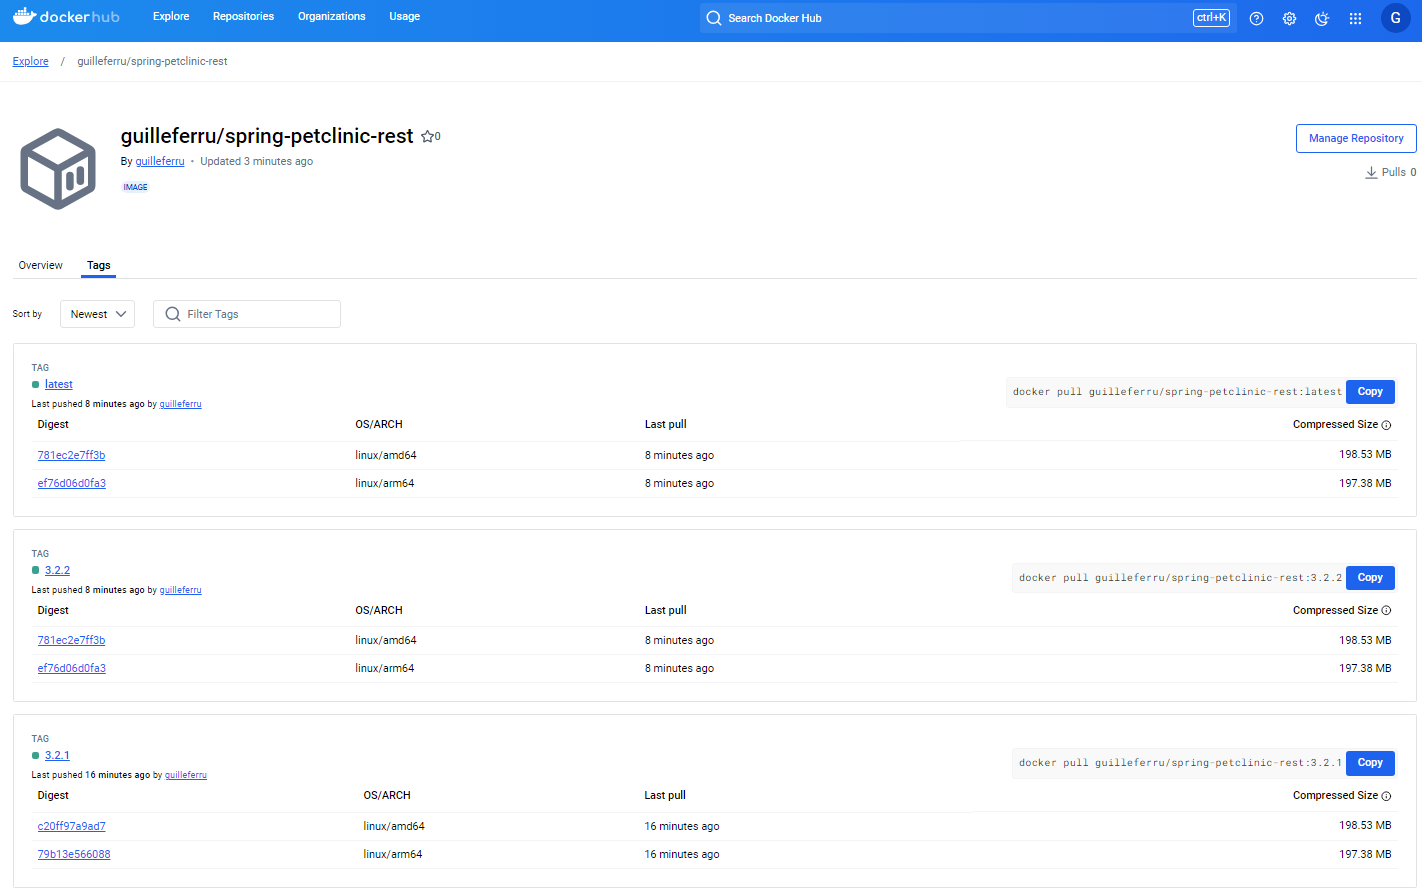 dockerhub Explore Repositories Organizations Usage Search Docker Hub ctrl+K G
Explore / guilleferru/spring-petclinic-rest
guilleferru/spring-petclinic-rest 0
Manage Repository
By guilleferru • Updated 3 minutes ago
Pulls 0
IMAGE
Overview Tags
Sort by Newest Filter Tags
TAG
latest
docker pull guilleferru/spring-petclinic-rest:latest Copy
Last pushed 8 minutes ago by guilleferru
Digest OS/ARCH Last pull Compressed Size
781ec2e7ff3b linux/amd64 8 minutes ago 198.53 MB
ef76d06d0fa3 linux/arm64 8 minutes ago 197.38 MB
TAG
3.2.2
docker pull guilleferru/spring-petclinic-rest:3.2.2 Copy
Last pushed 8 minutes ago by guilleferru
Digest OS/ARCH Last pull Compressed Size
781ec2e7ff3b linux/amd64 8 minutes ago 198.53 MB
ef76d06d0fa3 linux/arm64 8 minutes ago 197.38 MB
TAG
3.2.1
docker pull guilleferru/spring-petclinic-rest:3.2.1 Copy
Last pushed 16 minutes ago by guilleferru
Digest OS/ARCH Last pull Compressed Size
c20ff97a9ad7 linux/amd64 16 minutes ago 198.53 MB
79b13e566088 linux/arm64 16 minutes ago 197.38 MB